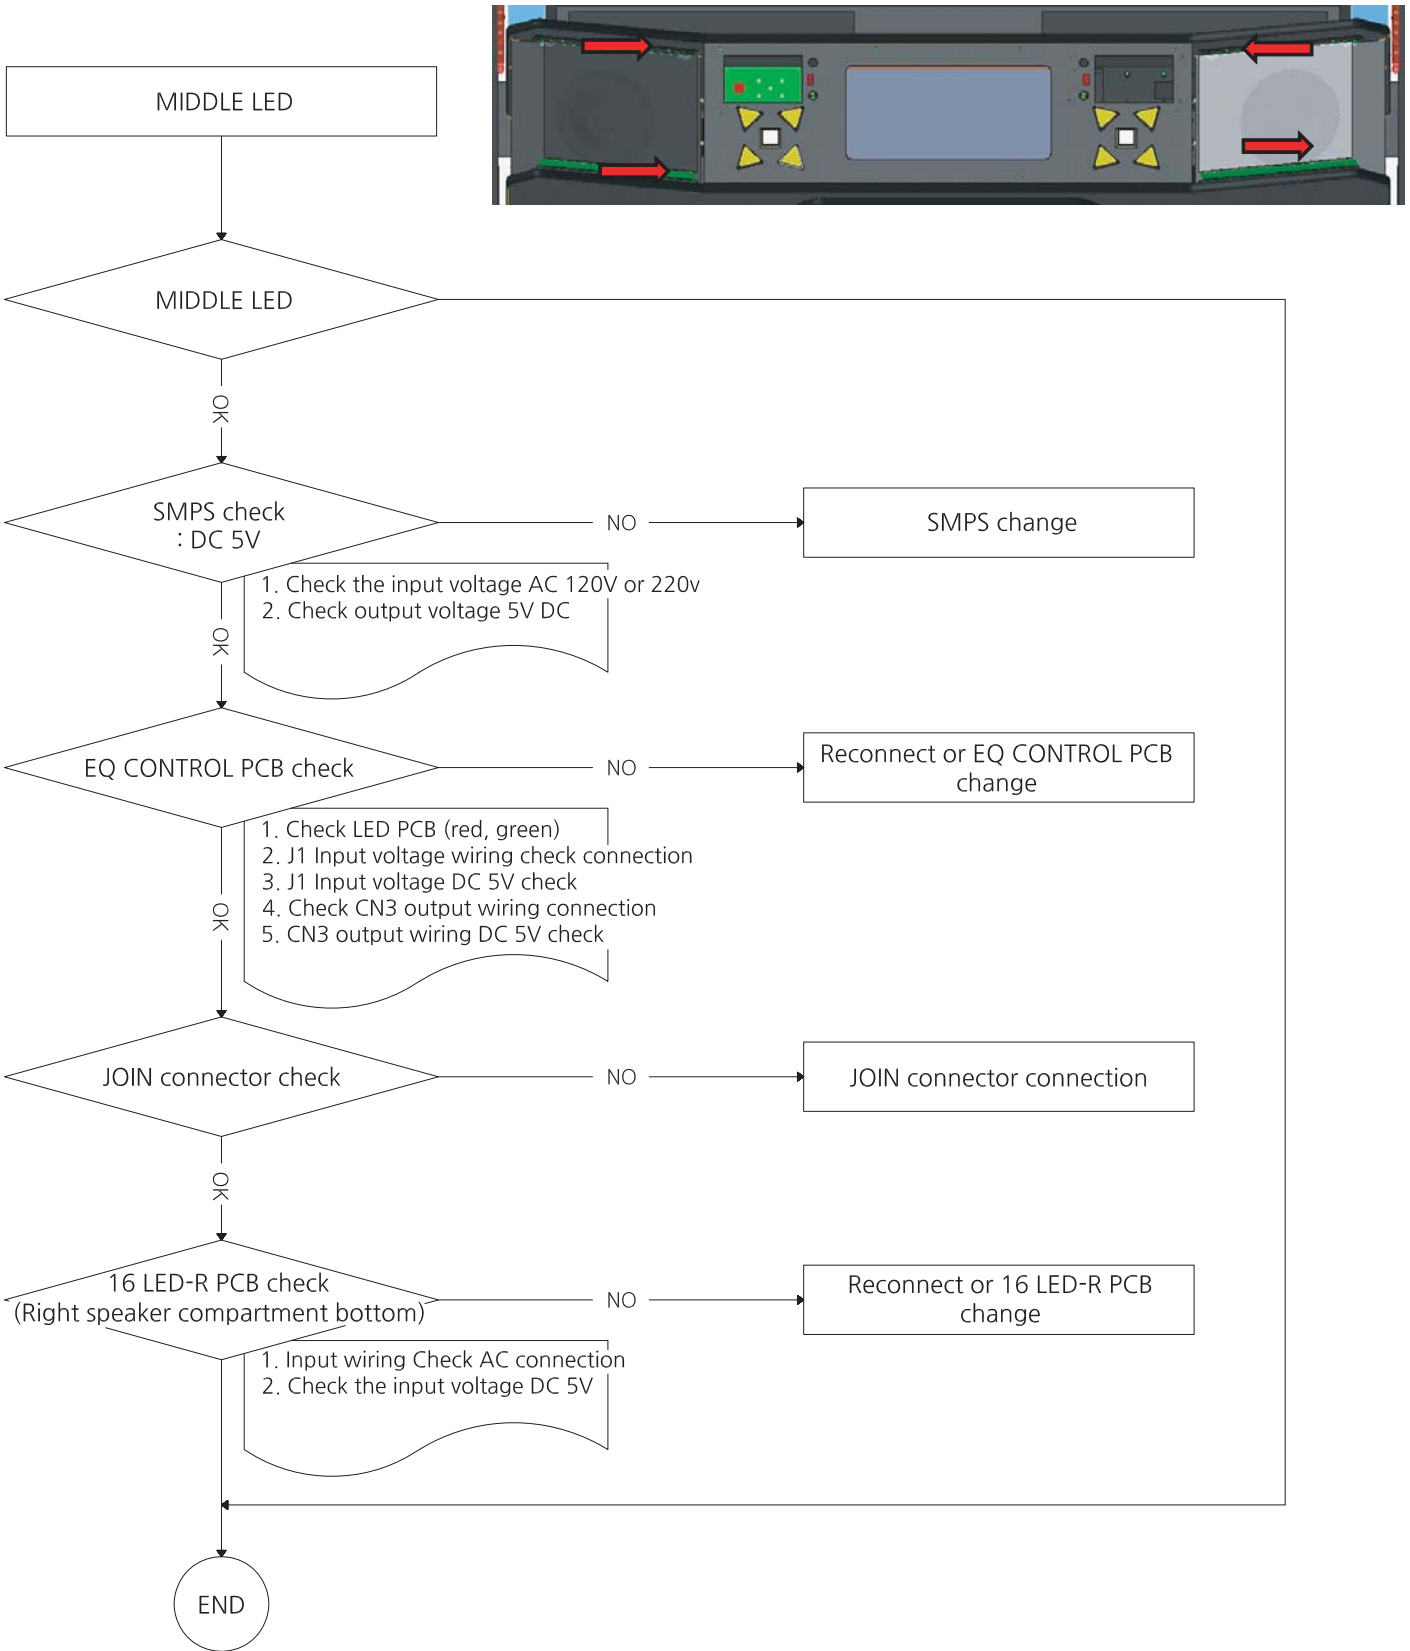 MIDDLE LED
MIDDLE LED
OK
SMPS check
: DC 5V
NO
SMPS change
1. Check the input voltage AC 120V or 220v
2. Check output voltage 5V DC
OK
EQ CONTROL PCB check
NO
Reconnect or EQ CONTROL PCB
change
1. Check LED PCB (red, green)
2. J1 Input voltage wiring check connection
3. J1 Input voltage DC 5V check
4. Check CN3 output wiring connection
5. CN3 output wiring DC 5V check
OK
JOIN connector check
NO
JOIN connector connection
OK
16 LED-R PCB check
(Right speaker compartment bottom)
NO
Reconnect or 16 LED-R PCB
change
1. Input wiring Check AC connection
2. Check the input voltage DC 5V
END